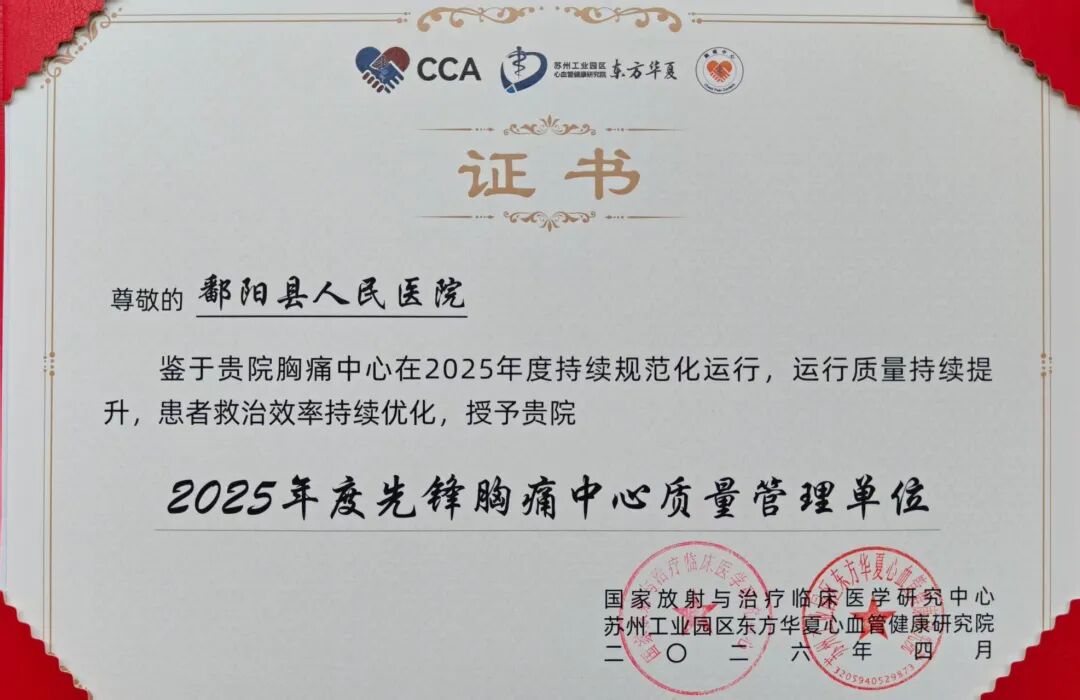 CCA 苏州工业园区 东方华夏
心血管健康研究院
证书
尊敬的 鄱阳县人民医院
鉴于贵院胸痛中心在2025年度持续规范化运行，运行质量持续提
升，患者救治效率持续优化，授予贵院
2025年度先锋胸痛中心质量管理单位
国家放射与治疗临床医学研究中心
苏州工业园区东方华夏心血管健康研究院
二〇二六年四月
3205940529873